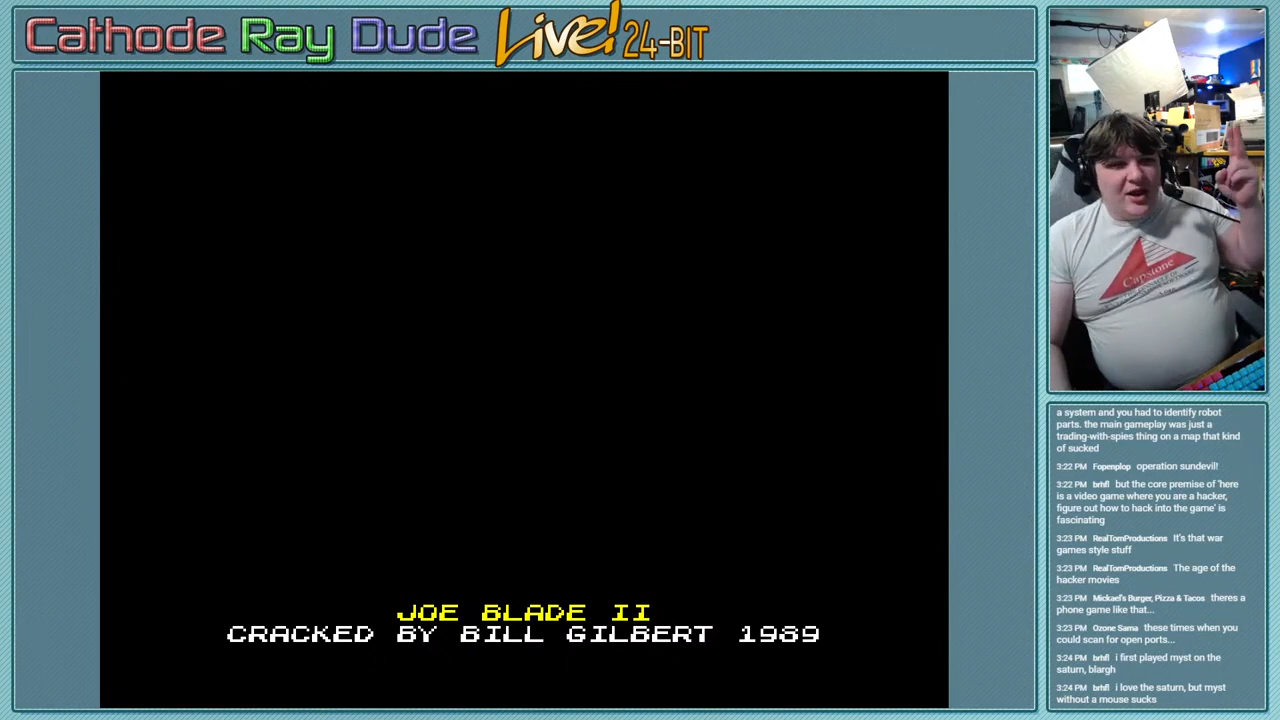 Cathode Ray Dude Live! 24-BIT
Capstone
JOE BLADE II
CRACKED BY BILL GILBERT 1989
a system and you had to identify robot
parts. the main gameplay was just a
trading-with-spies thing on a map that kind
of sucked
3:22 PM Fopenplop operation sundevil!
3:22 PM brhfl but the core premise of 'here
is a video game where you are a hacker,
figure out how to hack into the game' is
fascinating
3:23 PM RealTomProductions It's that war
games style stuff
3:23 PM RealTomProductions The age of the
hacker movies
3:23 PM Mickael's Burger, Pizza & Tacos theres a
phone game like that...
3:23 PM Ozone Sama these times when you
could scan for open ports...
3:24 PM brhfl i first played myst on the
saturn, blargh
3:24 PM brhfl i love the saturn, but myst
without a mouse sucks